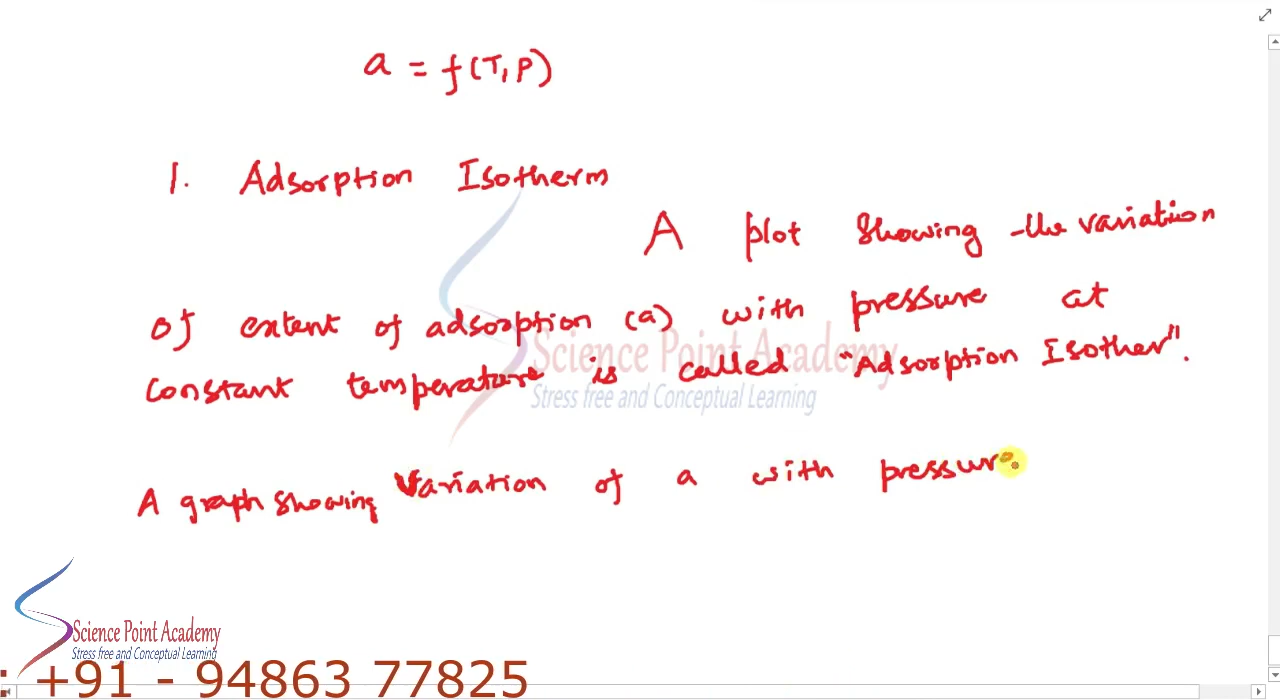 a = f(T, P)
1. Adsorption Isotherm
A plot showing the variation
of extent of adsorption (a) with pressure at
constant temperature is called "Adsorption Isother".
A graph showing Variation of a with pressure
Science Point Academy
Stress free and Conceptual Learning
Science Point Academy
Stress free and Conceptual Learning
: +91 - 94863 77825